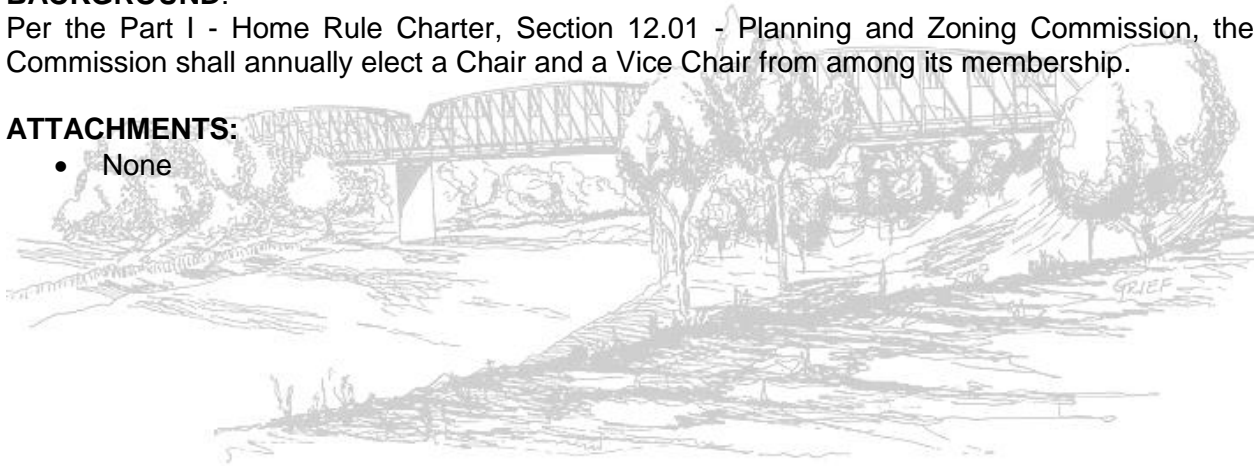 BACKGROUND:
Per the Part I - Home Rule Charter, Section 12.01 - Planning and Zoning Commission, the
Commission shall annually elect a Chair and a Vice Chair from among its membership.
ATTACHMENTS:
• None
GRIEF